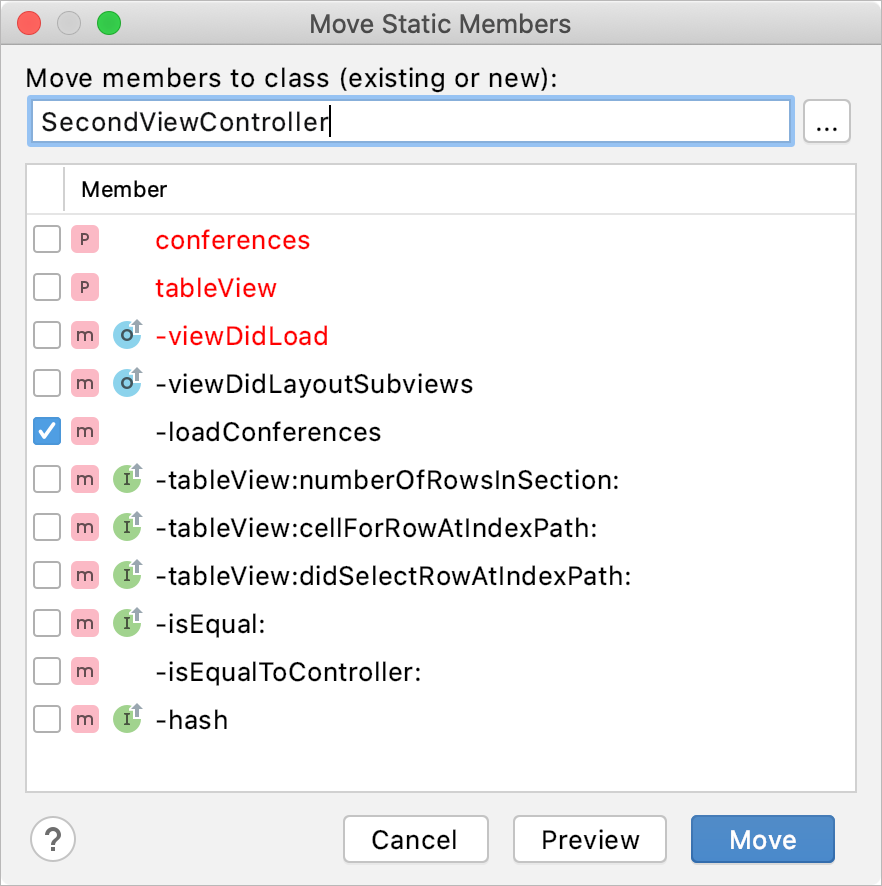 Move Static Members
Move members to class (existing or new):
SecondViewController
...
Member
P conferences
P tableView
m O -viewDidLoad
m O -viewDidLayoutSubviews
m -loadConferences
m I -tableView:numberOfRowsInSection:
m I -tableView:cellForRowAtIndexPath:
m I -tableView:didSelectRowAtIndexPath:
m I -isEqual:
m -isEqualToController:
m I -hash
? Cancel Preview Move